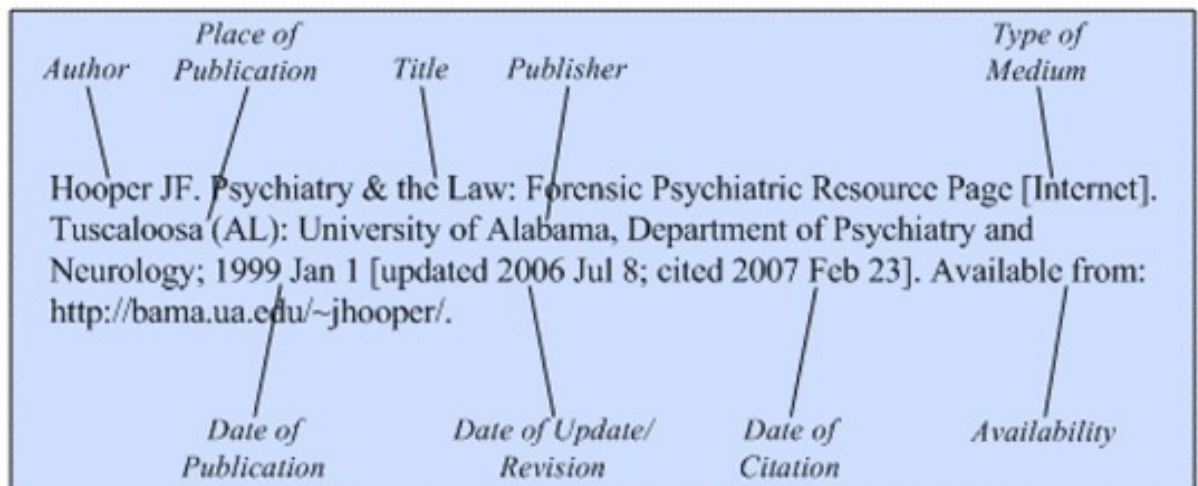 Place of
Type of
Author
Publication
Title
Publisher
Medium
Hooper JF. Psychiatry & the Law: Forensic Psychiatric Resource Page [Internet].
Tuscaloosa (AL): University of Alabama, Department of Psychiatry and
Neurology; 1999 Jan 1 [updated 2006 Jul 8; cited 2007 Feb 23]. Available from:
http://bama.ua.edu/~jhooper/.
Date of
Publication
Date of Update/
Revision
Date of
Citation
Availability